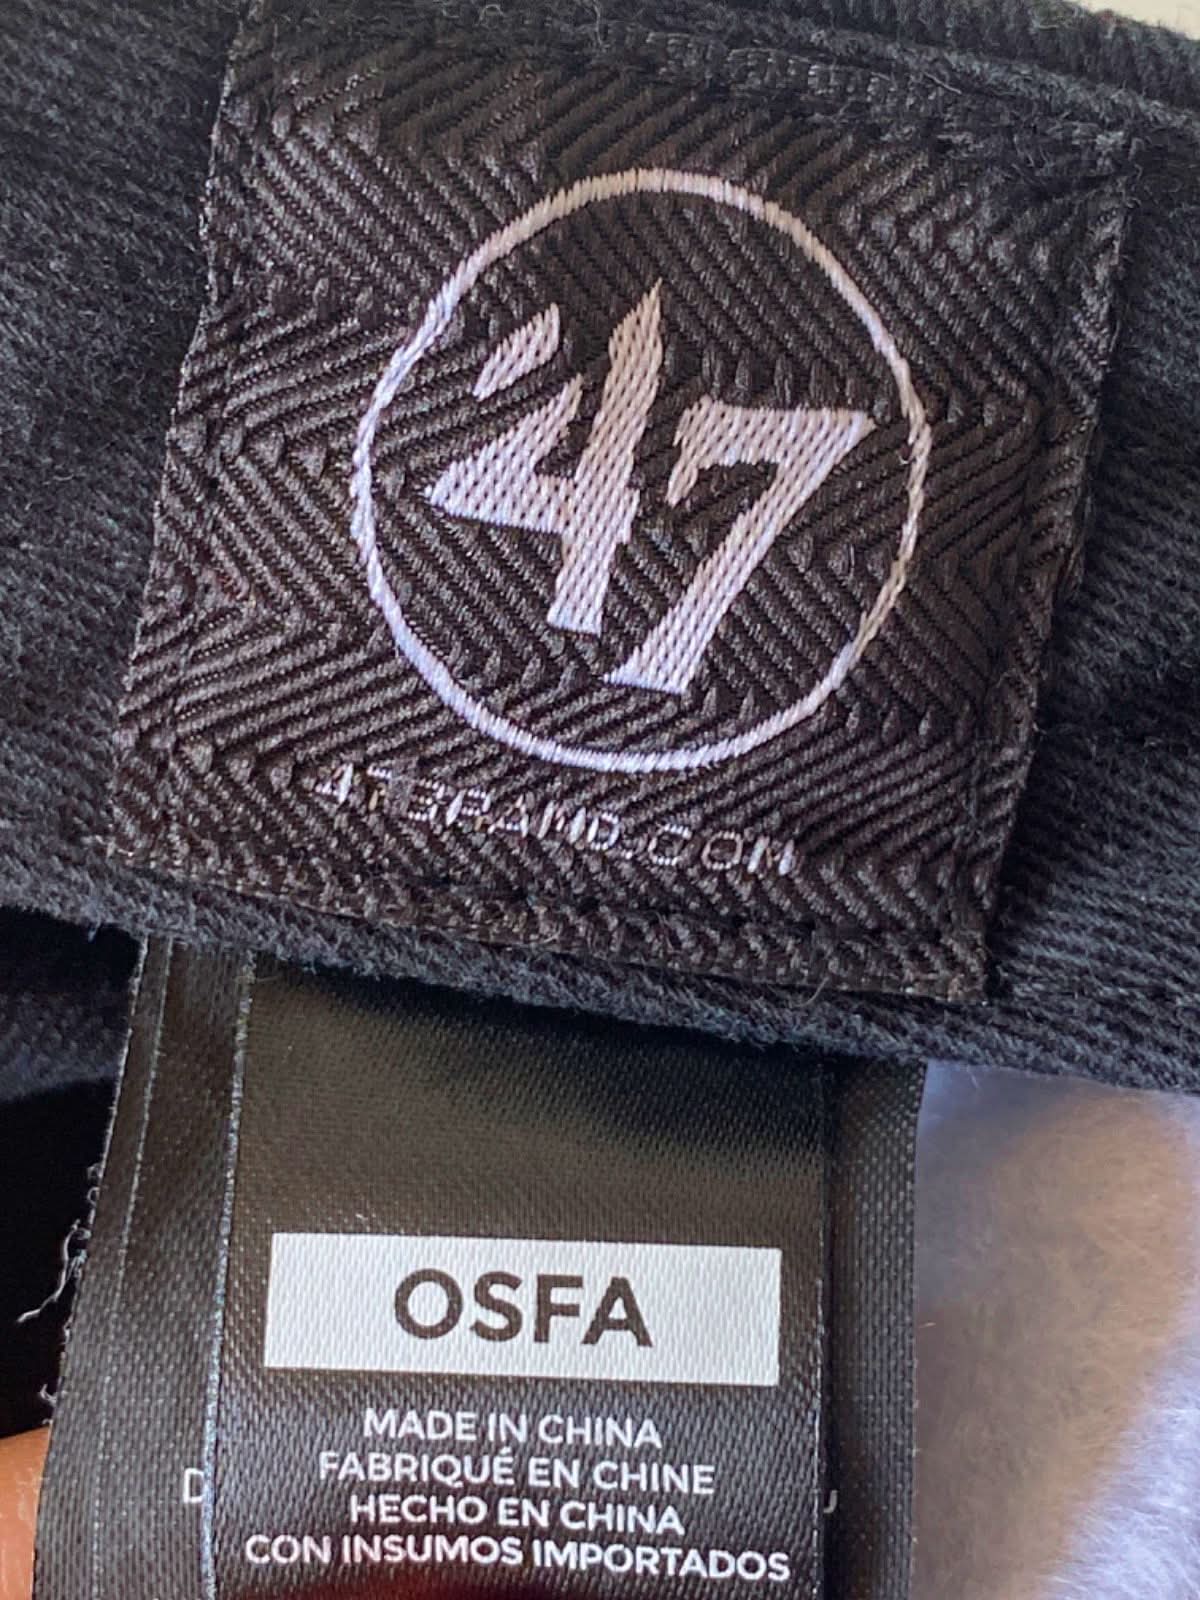 '47
47BRAND.COM
OSFA
MADE IN CHINA
FABRIQUÉ EN CHINE
HECHO EN CHINA
CON INSUMOS IMPORTADOS